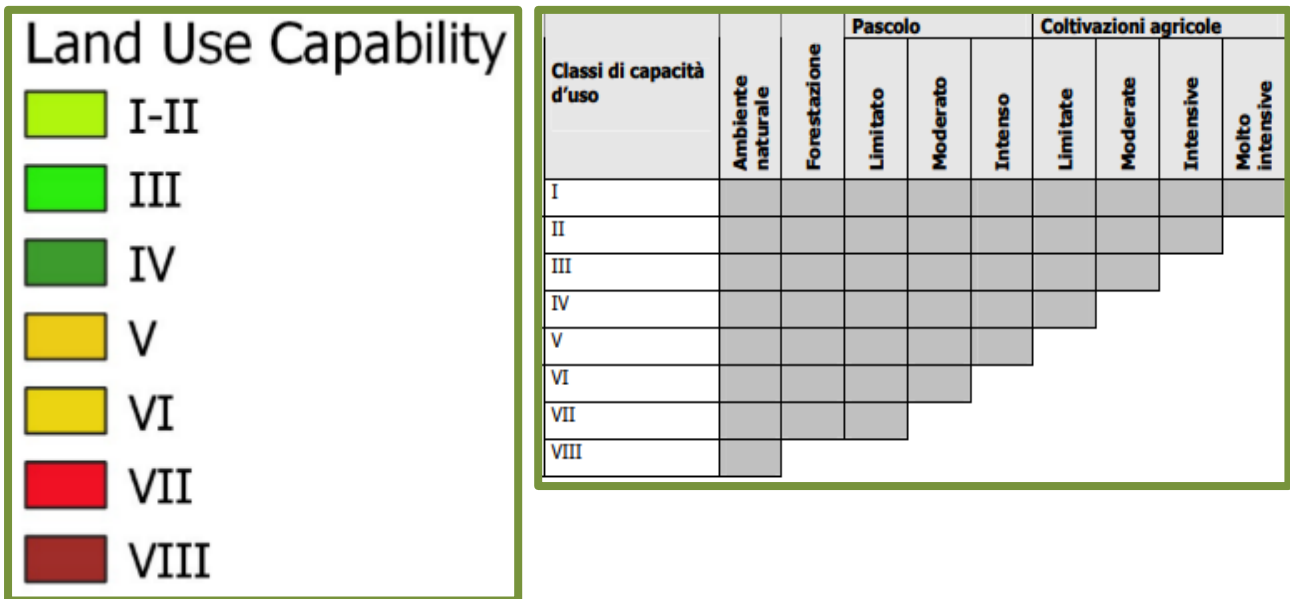 Land Use Capability
I-II
III
IV
V
VI
VII
VIII
Classi di capacità
d'uso
Ambiente
naturale
Forestazione
Pascolo
Limitato
Moderato
Intenso
Coltivazioni agricole
Limitate
Moderate
Intensive
Molto
intensive
I
II
III
IV
V
VI
VII
VIII